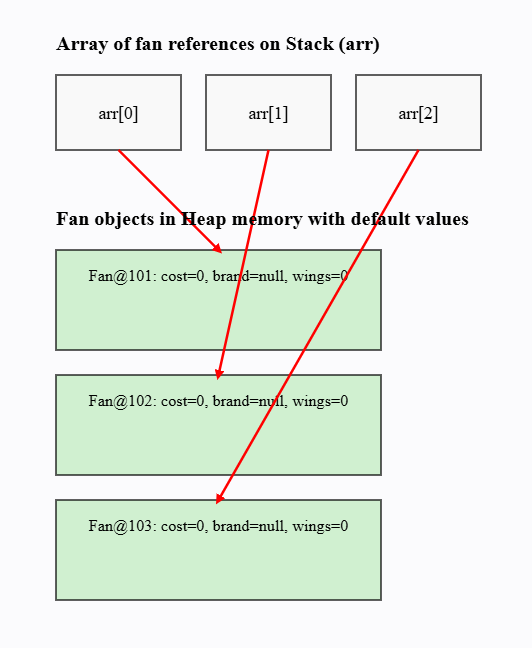 Array of fan references on Stack (arr)
arr[0] arr[1] arr[2]
Fan objects in Heap memory with default values
Fan@101: cost=0, brand=null, wings=0
Fan@102: cost=0, brand=null, wings=0
Fan@103: cost=0, brand=null, wings=0